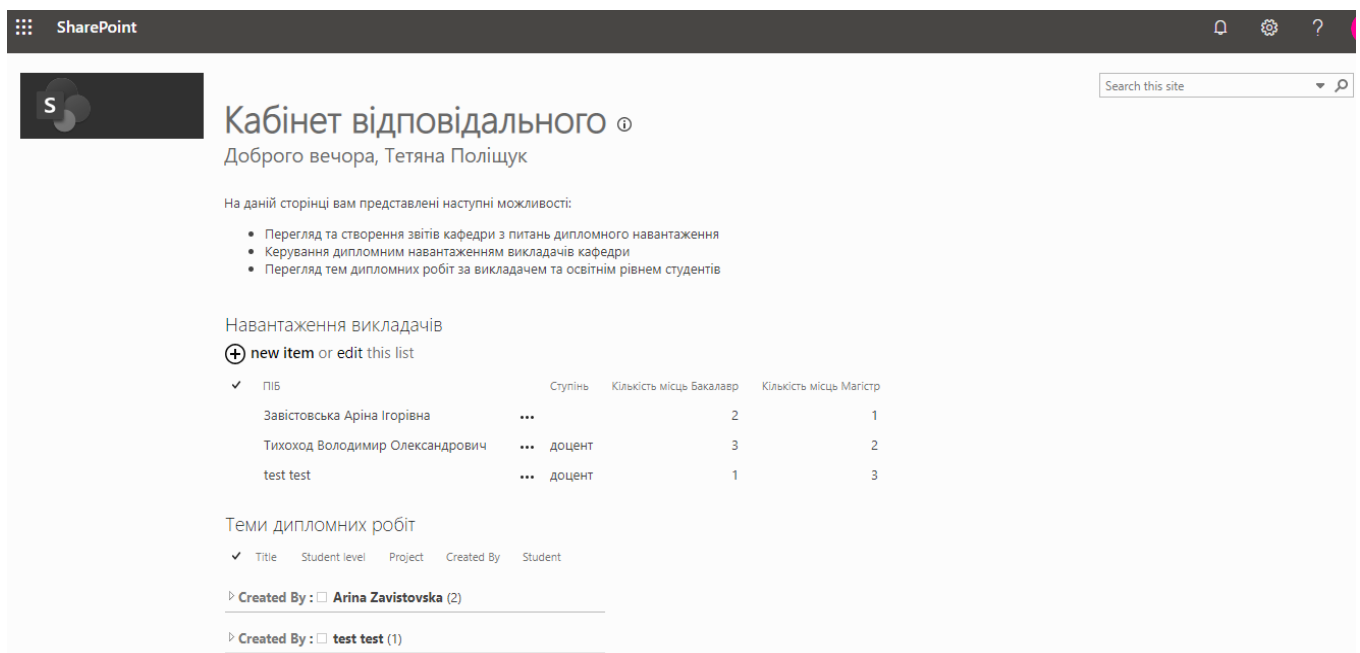 SharePoint
?
S
Search this site
Кабінет відповідального
Доброго вечора, Тетяна Поліщук
На даній сторінці вам представлені наступні можливості:
• Перегляд та створення звітів кафедри з питань дипломного навантаження
• Керування дипломним навантаженням викладачів кафедри
• Перегляд тем дипломних робіт за викладачем та освітнім рівнем студентів
Навантаження викладачів
new item or edit this list
ПІБ Ступінь Кількість місць Бакалавр Кількість місць Магістр
Завістовська Аріна Ігорівна ... 2 1
Тихоход Володимир Олександрович ... доцент 3 2
test test ... доцент 1 3
Теми дипломних робіт
Title Student level Project Created By Student
Created By : Arina Zavistovska (2)
Created By : test test (1)